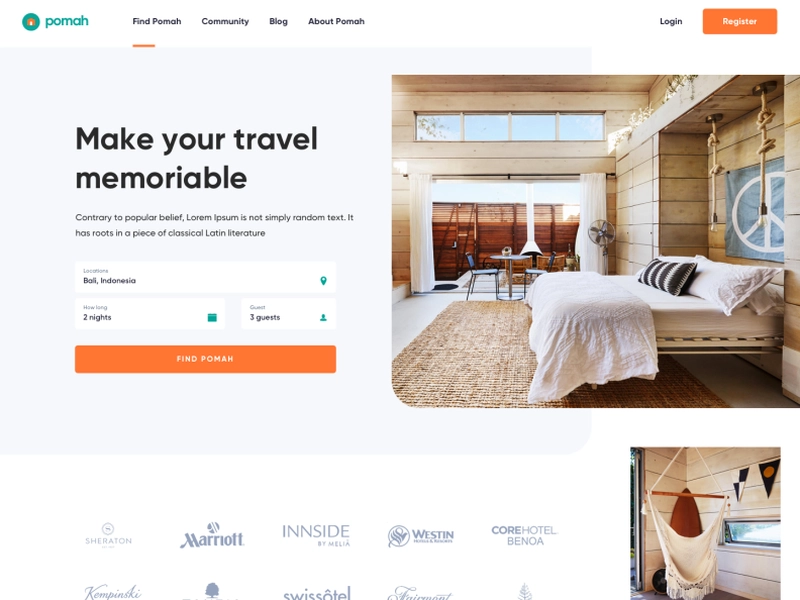 pomah
Find Pomah
Community
Blog
About Pomah
Login
Register
Make your travel
memoriable
Contrary to popular belief, Lorem Ipsum is not simply random text. It
has roots in a piece of classical Latin literature
Locations
Bali, Indonesia
How long
2 nights
Guest
3 guests
FIND POMAH
SHERATON
Marriott
INNSIDE
BY MELIÃ
WESTIN
HOTELS & RESORTS
COREHOTEL
BENOA
Kempinski
swissôtel
Fairmont